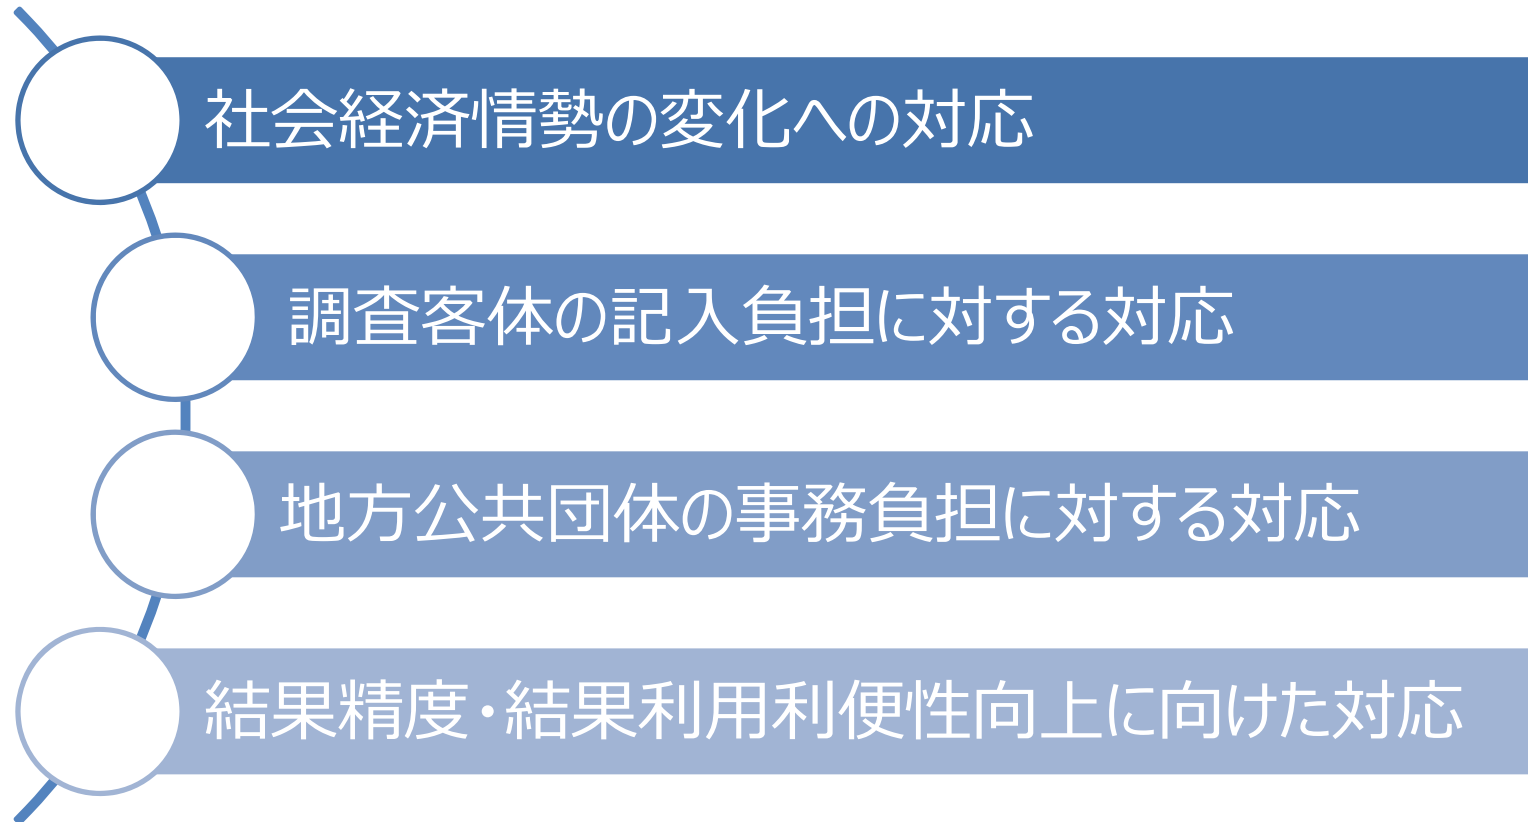 社会経済情勢の変化への対応
調査客体の記入負担に対する対応
地方公共団体の事務負担に対する対応
結果精度・結果利用利便性向上に向けた対応